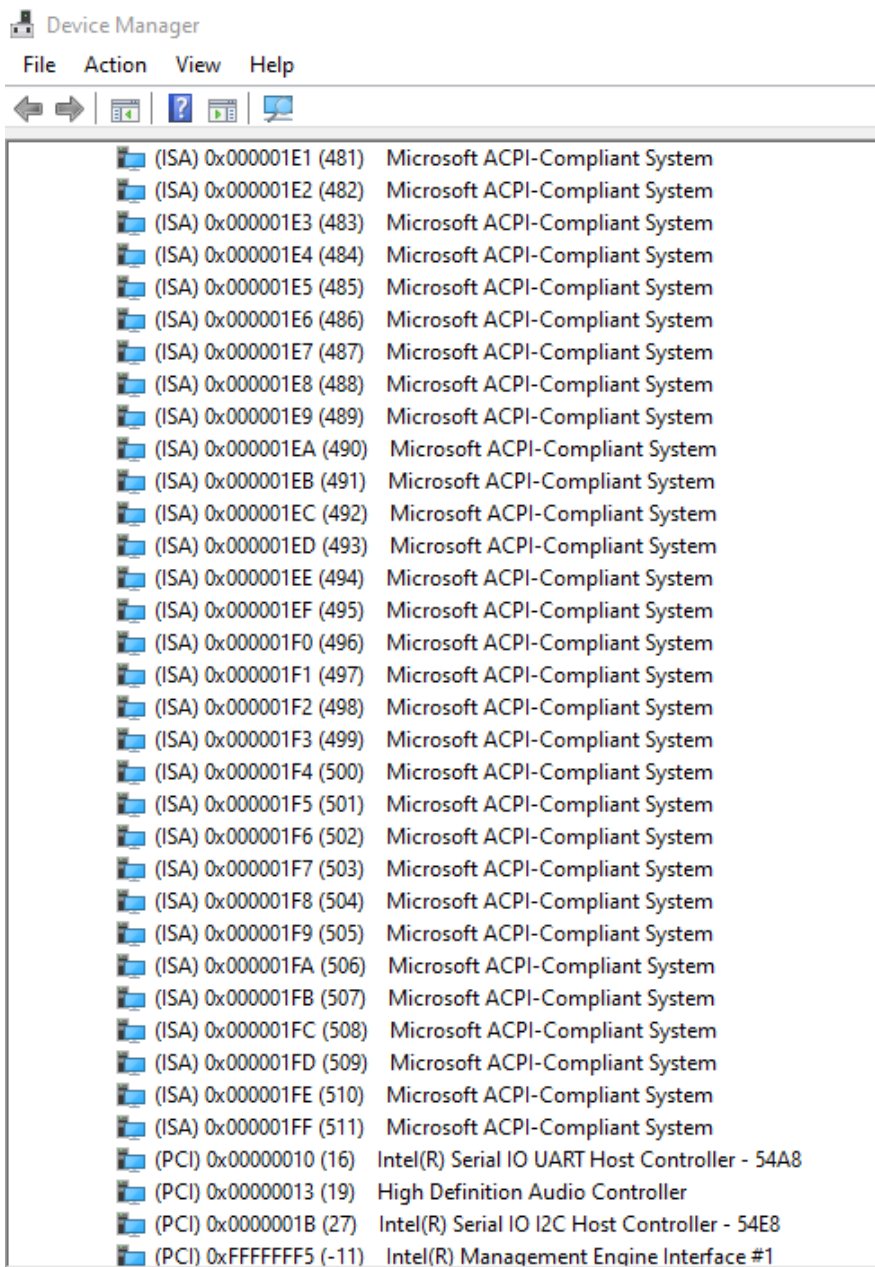 Device Manager
File Action View Help
(ISA) 0x000001E1 (481) Microsoft ACPI-Compliant System
(ISA) 0x000001E2 (482) Microsoft ACPI-Compliant System
(ISA) 0x000001E3 (483) Microsoft ACPI-Compliant System
(ISA) 0x000001E4 (484) Microsoft ACPI-Compliant System
(ISA) 0x000001E5 (485) Microsoft ACPI-Compliant System
(ISA) 0x000001E6 (486) Microsoft ACPI-Compliant System
(ISA) 0x000001E7 (487) Microsoft ACPI-Compliant System
(ISA) 0x000001E8 (488) Microsoft ACPI-Compliant System
(ISA) 0x000001E9 (489) Microsoft ACPI-Compliant System
(ISA) 0x000001EA (490) Microsoft ACPI-Compliant System
(ISA) 0x000001EB (491) Microsoft ACPI-Compliant System
(ISA) 0x000001EC (492) Microsoft ACPI-Compliant System
(ISA) 0x000001ED (493) Microsoft ACPI-Compliant System
(ISA) 0x000001EE (494) Microsoft ACPI-Compliant System
(ISA) 0x000001EF (495) Microsoft ACPI-Compliant System
(ISA) 0x000001F0 (496) Microsoft ACPI-Compliant System
(ISA) 0x000001F1 (497) Microsoft ACPI-Compliant System
(ISA) 0x000001F2 (498) Microsoft ACPI-Compliant System
(ISA) 0x000001F3 (499) Microsoft ACPI-Compliant System
(ISA) 0x000001F4 (500) Microsoft ACPI-Compliant System
(ISA) 0x000001F5 (501) Microsoft ACPI-Compliant System
(ISA) 0x000001F6 (502) Microsoft ACPI-Compliant System
(ISA) 0x000001F7 (503) Microsoft ACPI-Compliant System
(ISA) 0x000001F8 (504) Microsoft ACPI-Compliant System
(ISA) 0x000001F9 (505) Microsoft ACPI-Compliant System
(ISA) 0x000001FA (506) Microsoft ACPI-Compliant System
(ISA) 0x000001FB (507) Microsoft ACPI-Compliant System
(ISA) 0x000001FC (508) Microsoft ACPI-Compliant System
(ISA) 0x000001FD (509) Microsoft ACPI-Compliant System
(ISA) 0x000001FE (510) Microsoft ACPI-Compliant System
(ISA) 0x000001FF (511) Microsoft ACPI-Compliant System
(PCI) 0x00000010 (16) Intel(R) Serial IO UART Host Controller - 54A8
(PCI) 0x00000013 (19) High Definition Audio Controller
(PCI) 0x0000001B (27) Intel(R) Serial IO I2C Host Controller - 54E8
(PCI) 0xFFFFFFF5 (-11) Intel(R) Management Engine Interface #1